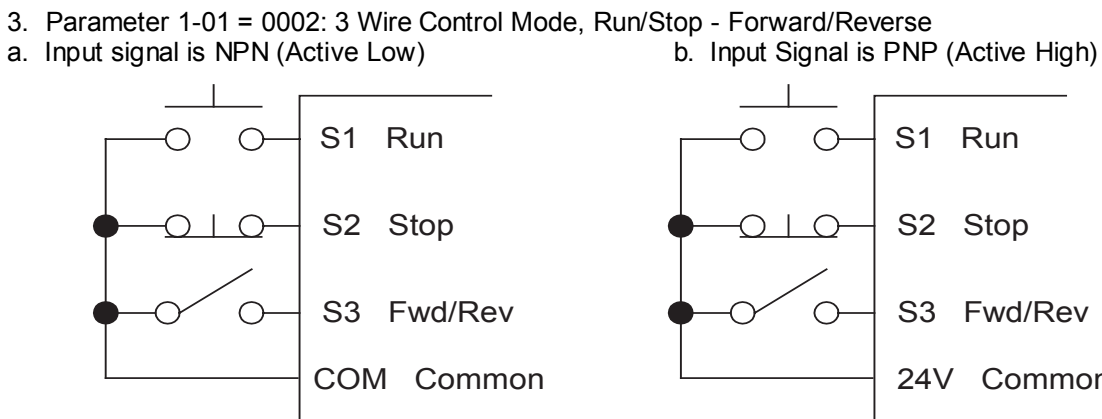 3. Parameter 1-01 = 0002: 3 Wire Control Mode, Run/Stop - Forward/Reverse
a. Input signal is NPN (Active Low)
b. Input Signal is PNP (Active High)
S1 Run
S2 Stop
S3 Fwd/Rev
COM Common
S1 Run
S2 Stop
S3 Fwd/Rev
24V Common